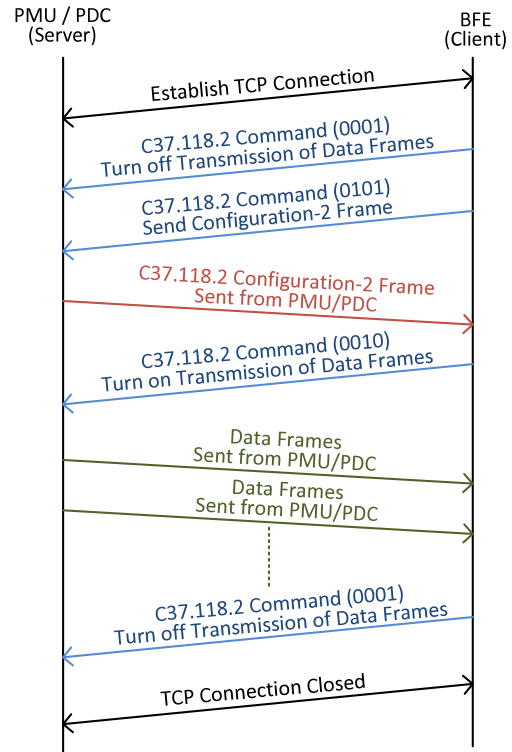 PMU / PDC
(Server)
BFE
(Client)
Establish TCP Connection
C37.118.2 Command (0001)
Turn off Transmission of Data Frames
C37.118.2 Command (0101)
Send Configuration-2 Frame
C37.118.2 Configuration-2 Frame
Sent from PMU/PDC
C37.118.2 Command (0010)
Turn on Transmission of Data Frames
Data Frames
Sent from PMU/PDC
Data Frames
Sent from PMU/PDC
C37.118.2 Command (0001)
Turn off Transmission of Data Frames
TCP Connection Closed